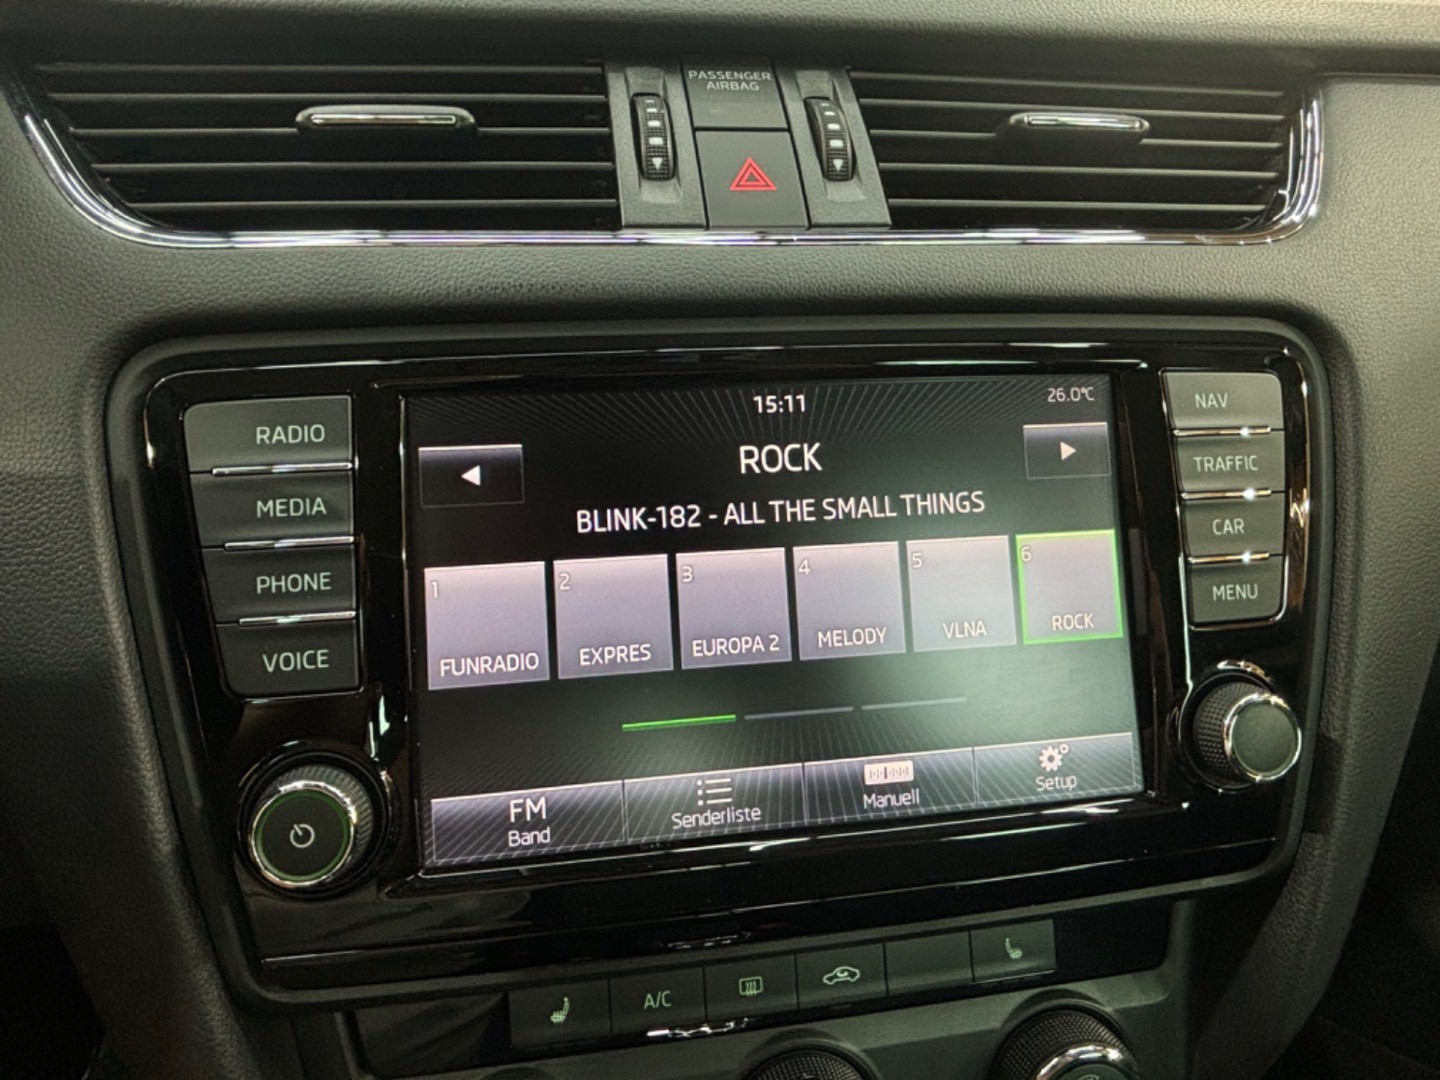 PASSENGER
AIRBAG
15:11
26.0°C
ROCK
BLINK-182 - ALL THE SMALL THINGS
1
2
3
4
5
6
FUNRADIO
EXPRES
EUROPA 2
MELODY
VLNA
ROCK
FM
Band
Senderliste
Manuell
Setup
RADIO
MEDIA
PHONE
VOICE
NAV
TRAFFIC
CAR
MENU
A/C